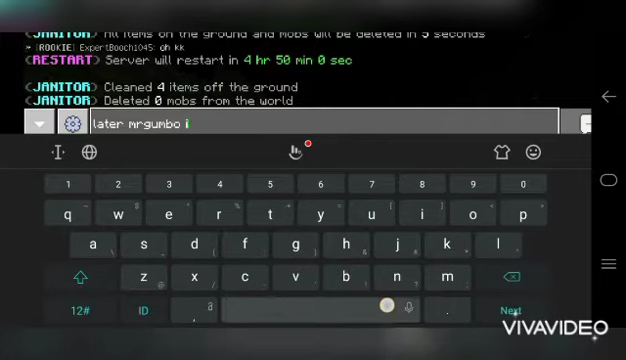 (JANITOR) All items on the ground and mobs will be deleted in 5 seconds
[ROOKIE] ExpertBooch1045: oh kk
(RESTART) Server will restart in 4 hr 50 min 0 sec
(JANITOR) Cleaned 4 items off the ground
(JANITOR) Deleted 0 mobs from the world
later mrgumbo i
1 2 3 4 5 6 7 8 9 0
q w e r t y u i o p
a s d f g h j k l
z x c v b n m
12# ID , . Next
VIVAVIDEO